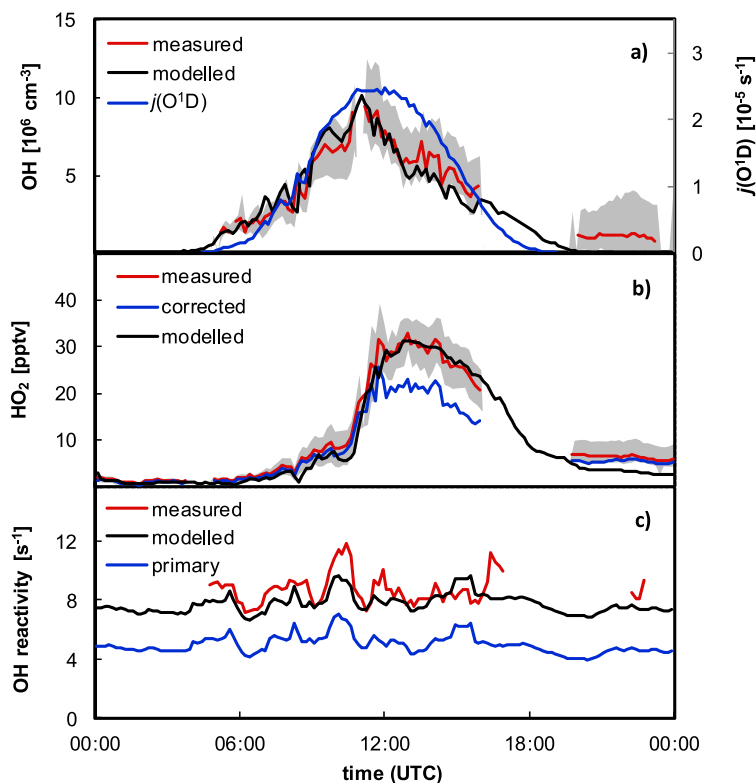 15
10
5
OH [10⁶ cm⁻³]
measured
modelled
j(O¹D)
a)
3
2
1
0
j(O¹D) [10⁻⁵ s⁻¹]
40
30
20
10
HO₂ [pptv]
measured
corrected
modelled
b)
12
8
4
0
OH reactivity [s⁻¹]
measured
modelled
primary
c)
00:00 06:00 12:00 18:00 00:00
time (UTC)